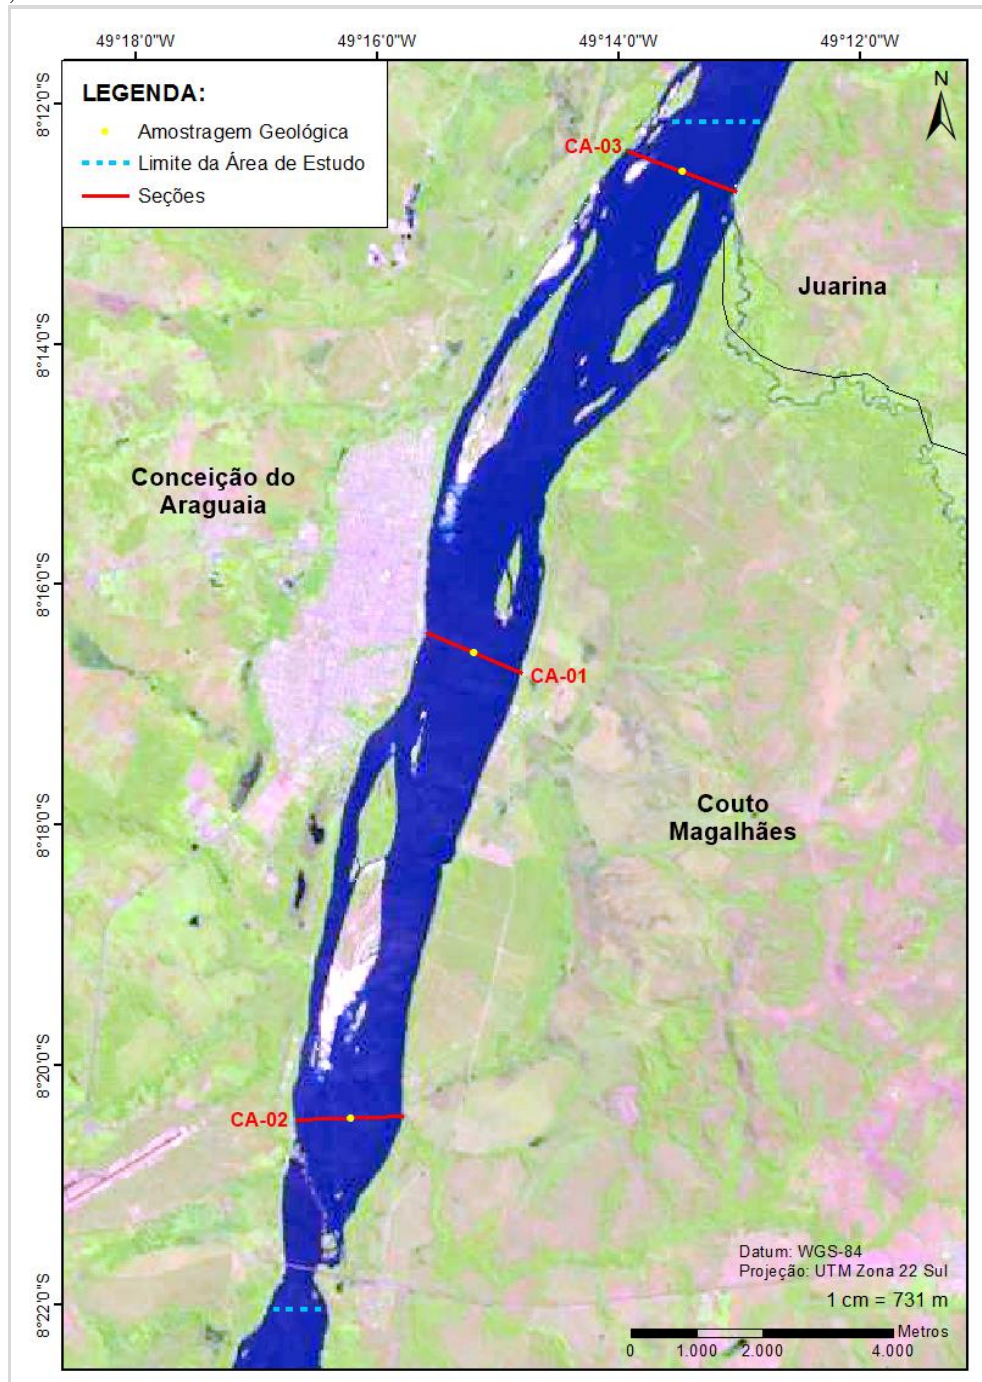 49°18'0"W
49°16'0"W
49°14'0"W
49°12'0"W
LEGENDA:
Amostragem Geológica
Limite da Área de Estudo
Seções
N
8°12'0"S
CA-03
Juarina
8°14'0"S
Conceição do
Araguaia
8°16'0"S
CA-01
Couto
Magalhães
8°18'0"S
8°20'0"S
CA-02
8°22'0"S
Datum: WGS-84
Projeção: UTM Zona 22 Sul
1 cm = 731 m
Metros
0 1.000 2.000 4.000